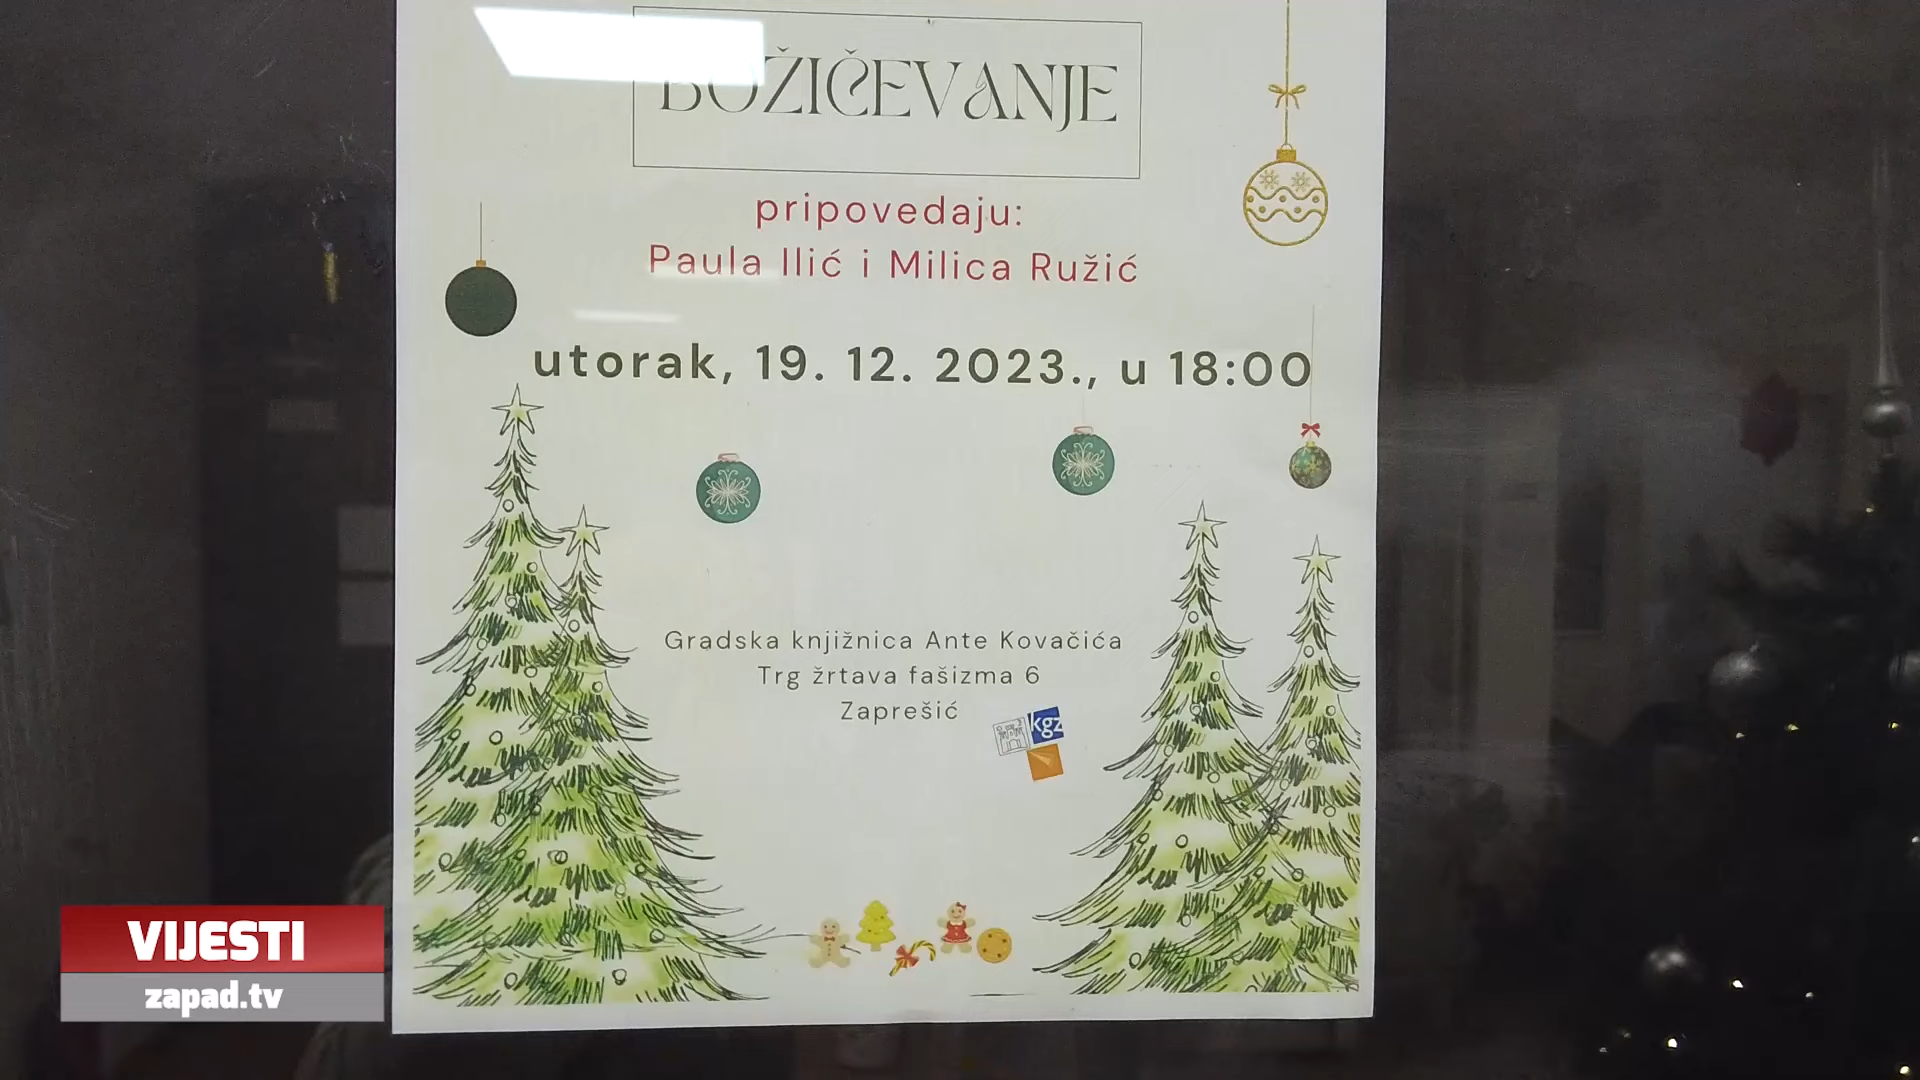 BOŽIČEVANJE
pripovedaju:
Paula Ilić i Milica Ružić
utorak, 19. 12. 2023., u 18:00
Gradska knjižnica Ante Kovačića
Trg žrtava fašizma 6
Zaprešić
kgz
VIJESTI
zapad.tv